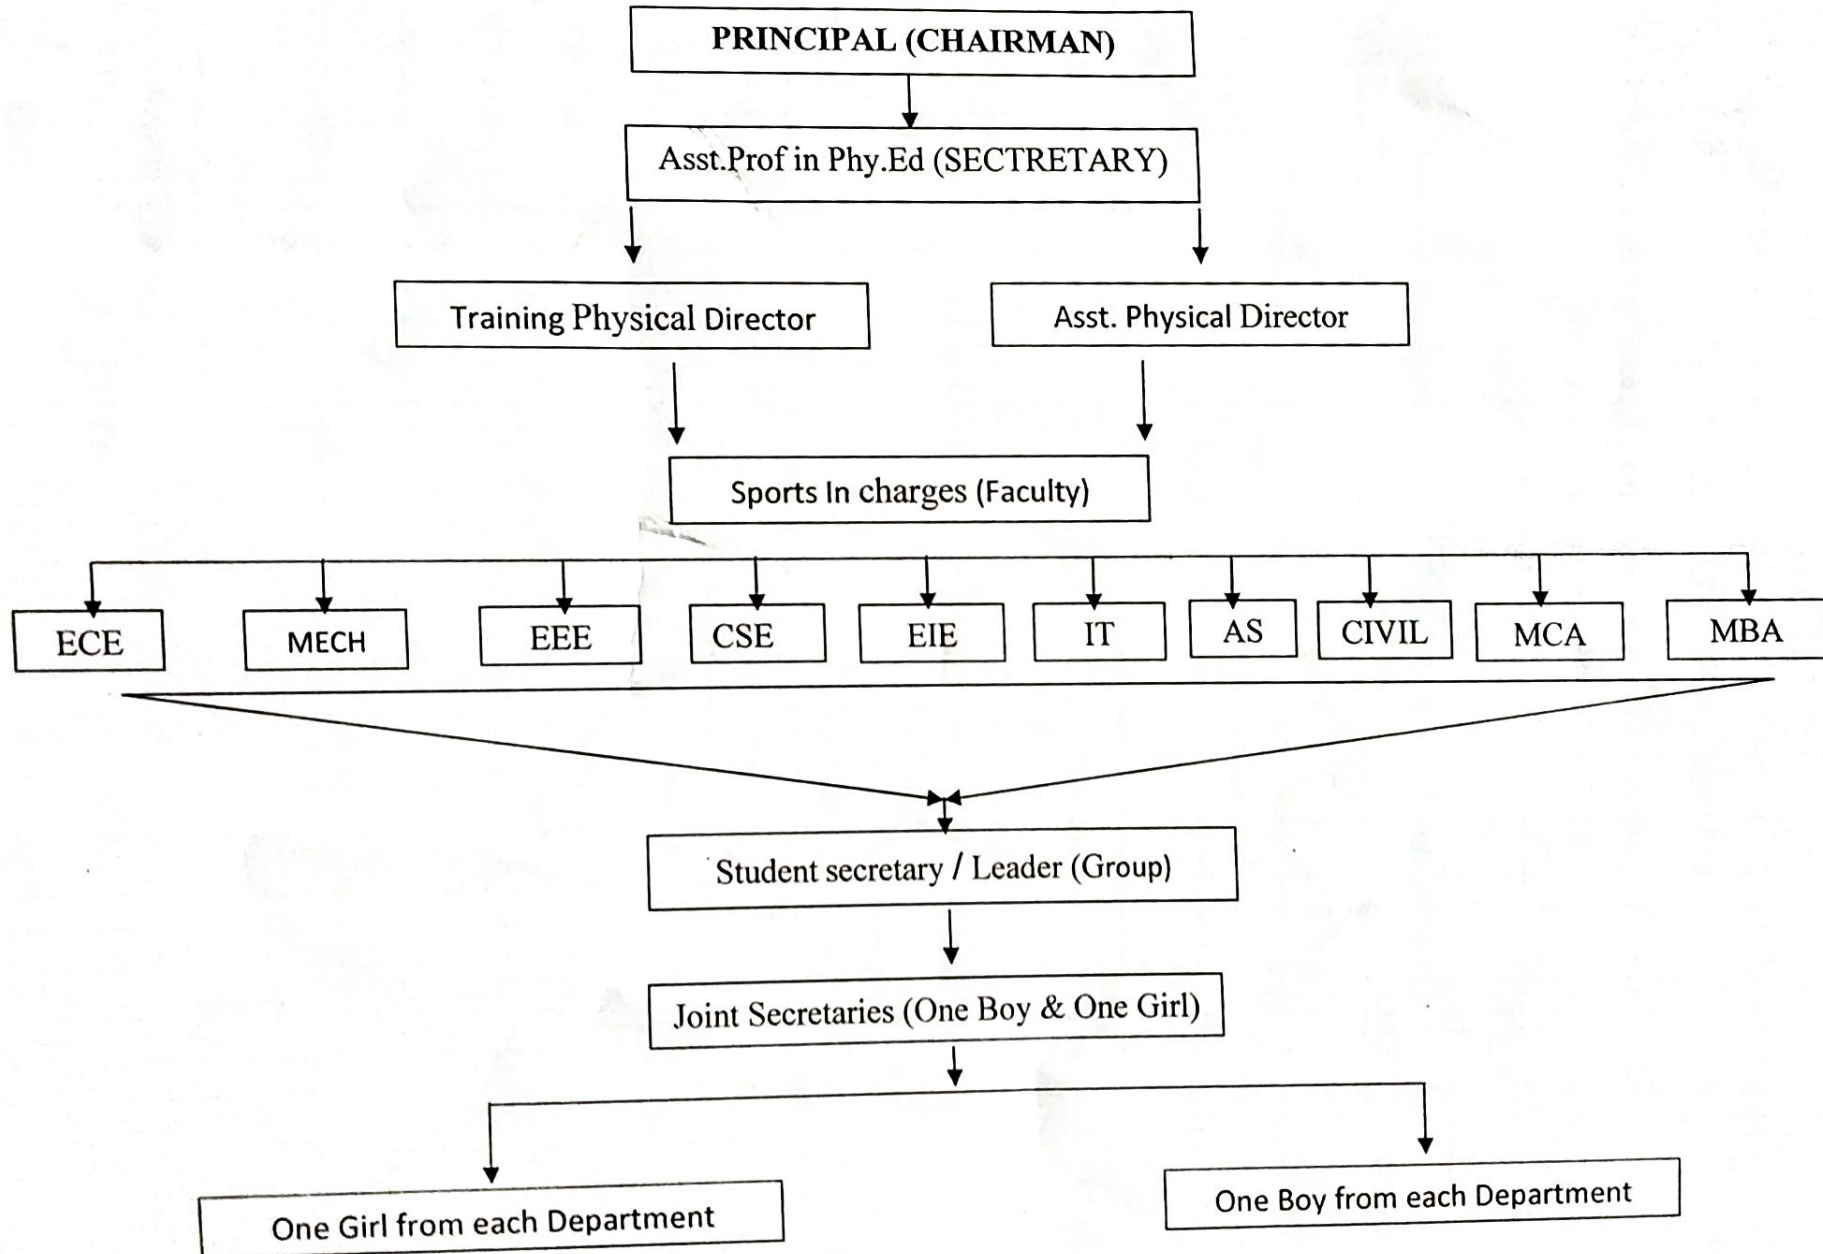 PRINCIPAL (CHAIRMAN)
Asst.Prof in Phy.Ed (SECTRETARY)
Training Physical Director
Asst. Physical Director
Sports In charges (Faculty)
ECE
MECH
EEE
CSE
EIE
IT
AS
CIVIL
MCA
MBA
Student secretary / Leader (Group)
Joint Secretaries (One Boy & One Girl)
One Girl from each Department
One Boy from each Department